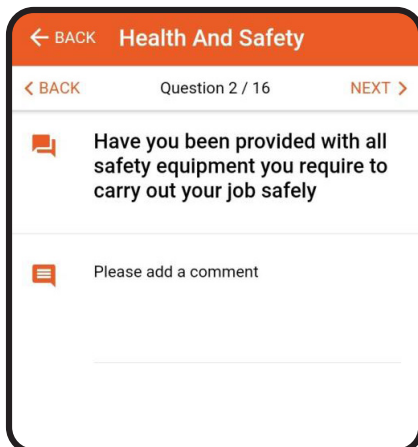 BACK Health And Safety
BACK Question 2 / 16 NEXT
Have you been provided with all
safety equipment you require to
carry out your job safely
Please add a comment